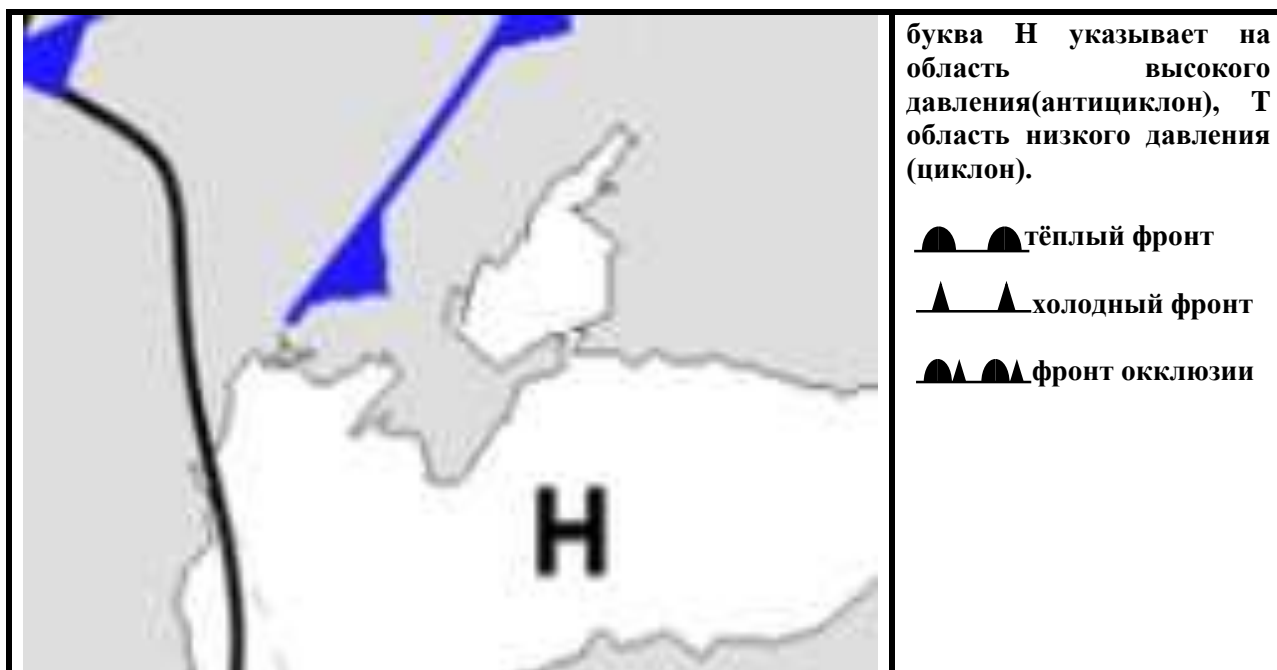 буква Н указывает на
область высокого
давления(антициклон), Т
область низкого давления
(циклон).
тёплый фронт
холодный фронт
фронт окклюзии
H